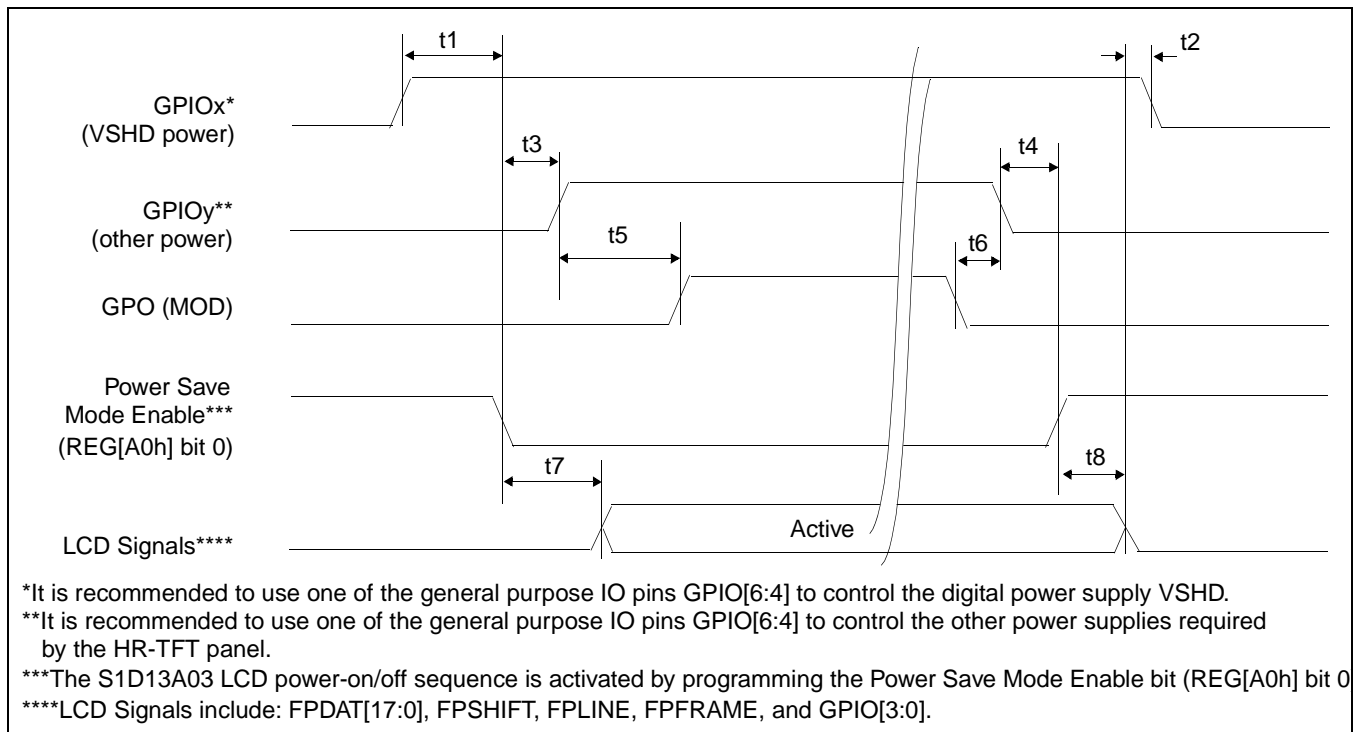 t1
t2
GPIOx*
(VSHD power)
t3
t4
GPIOy**
(other power)
t5
t6
GPO (MOD)
Power Save
Mode Enable***
(REG[A0h] bit 0)
t7
t8
LCD Signals****
Active
*It is recommended to use one of the general purpose IO pins GPIO[6:4] to control the digital power supply VSHD.
**It is recommended to use one of the general purpose IO pins GPIO[6:4] to control the other power supplies required
by the HR-TFT panel.
***The S1D13A03 LCD power-on/off sequence is activated by programming the Power Save Mode Enable bit (REG[A0h] bit 0
****LCD Signals include: FPDAT[17:0], FPSHIFT, FPLINE, FPFRAME, and GPIO[3:0].